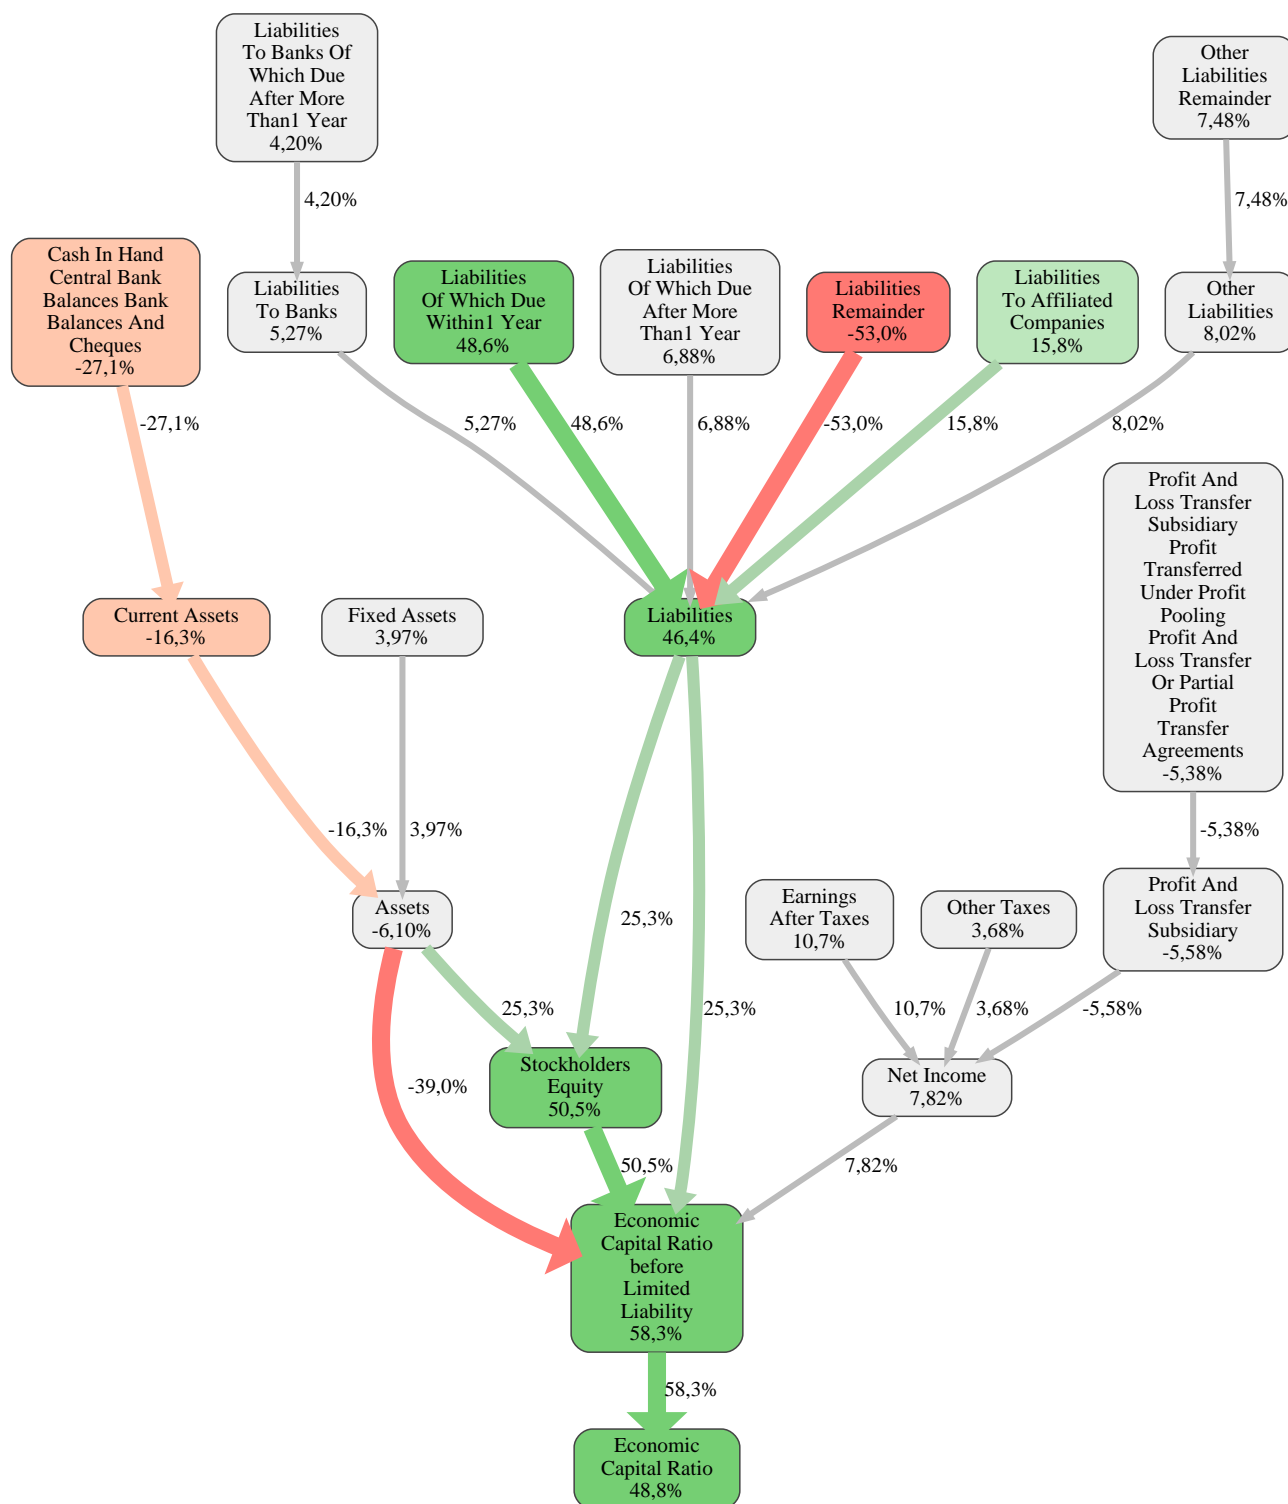 Liabilities
To Banks Of
Which Due
After More
Than1 Year
4,20%
Other
Liabilities
Remainder
7,48%
4,20%
7,48%
Cash In Hand
Central Bank
Balances Bank
Balances And
Cheques
-27,1%
Liabilities
To Banks
5,27%
Liabilities
Of Which Due
Within1 Year
48,6%
Liabilities
Of Which Due
After More
Than1 Year
6,88%
Liabilities
Remainder
-53,0%
Liabilities
To Affiliated
Companies
15,8%
Other
Liabilities
8,02%
-27,1%
5,27%
48,6%
6,88%
-53,0%
15,8%
8,02%
Profit And
Loss Transfer
Subsidiary
Profit
Transferred
Under Profit
Pooling
Profit And
Loss Transfer
Or Partial
Profit
Transfer
Agreements
-5,38%
Current Assets
-16,3%
Fixed Assets
3,97%
Liabilities
46,4%
-16,3%
3,97%
-5,38%
Assets
-6,10%
25,3%
25,3%
Earnings
After Taxes
10,7%
Other Taxes
3,68%
Profit And
Loss Transfer
Subsidiary
-5,58%
25,3%
10,7%
3,68%
-5,58%
-39,0%
Stockholders
Equity
50,5%
Net Income
7,82%
50,5%
7,82%
Economic
Capital Ratio
before
Limited
Liability
58,3%
58,3%
Economic
Capital Ratio
48,8%